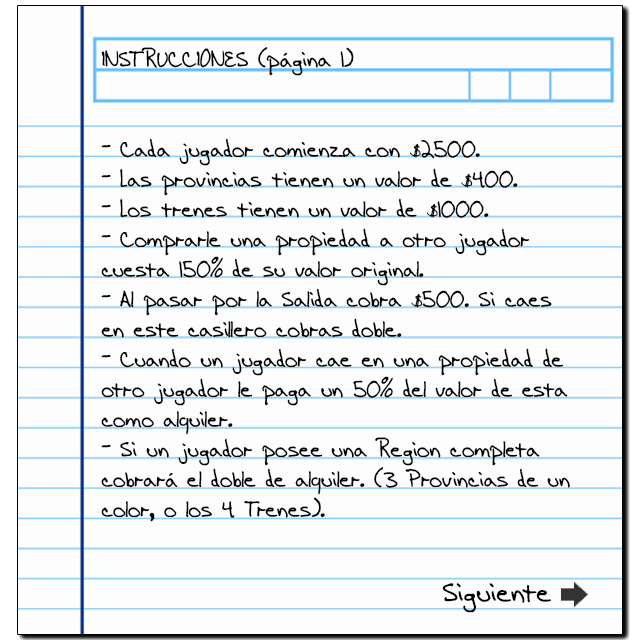 INSTRUCCIONES (página 1)
- Cada jugador comienza con $2500.
- Las provincias tienen un valor de $400.
- Los trenes tienen un valor de $1000.
- Comprarle una propiedad a otro jugador
cuesta 150% de su valor original.
- Al pasar por la Salida cobra $500. Si caes
en este casillero cobras doble.
- Cuando un jugador cae en una propiedad de
otro jugador le paga un 50% del valor de esta
como alquiler.
- Si un jugador posee una Region completa
cobrará el doble de alquiler. (3 Provincias de un
color, o los 4 Trenes).
Siguiente